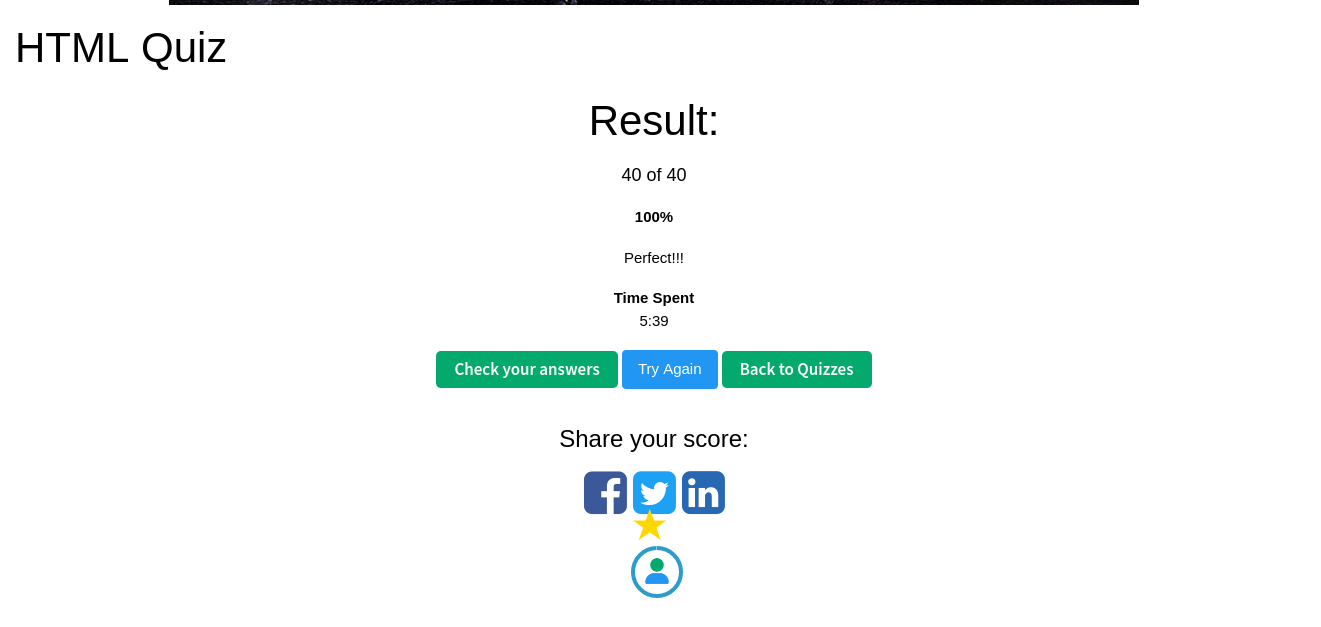 HTML Quiz
Result:
40 of 40
100%
Perfect!!!
Time Spent
5:39
Check your answers Try Again Back to Quizzes
Share your score: